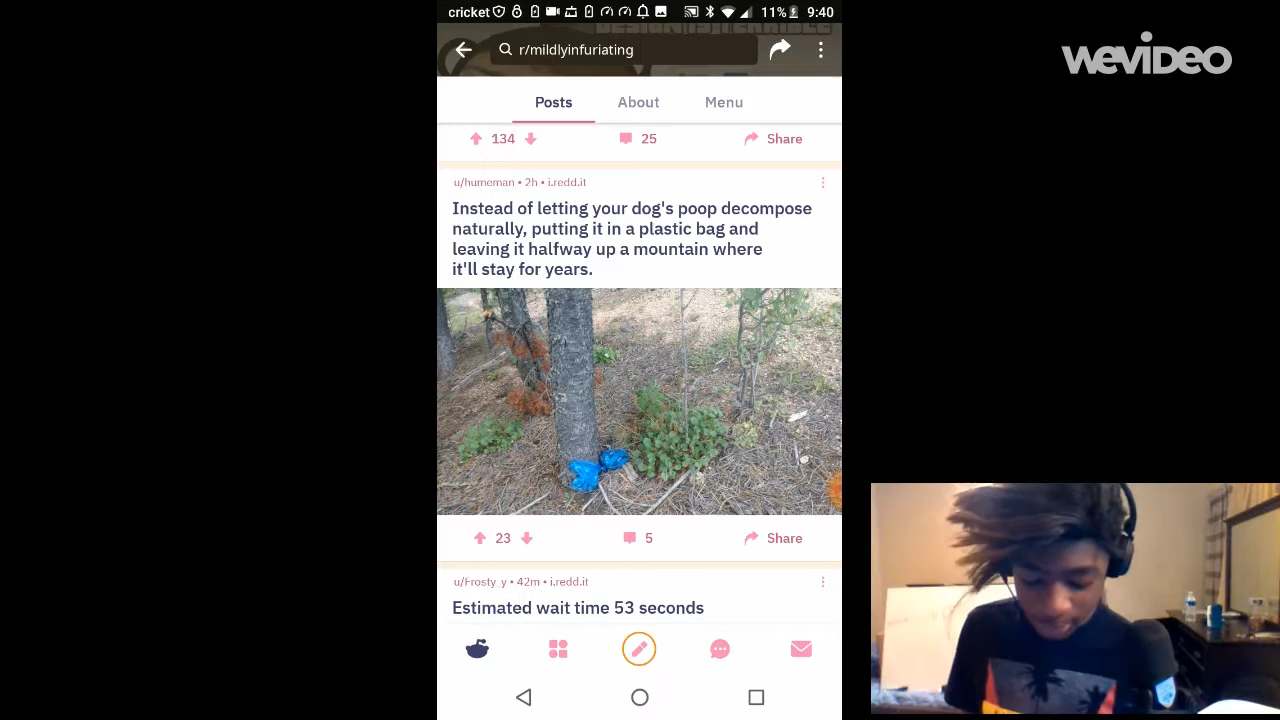 cricket 11% 9:40
r/mildlyinfuriating
WEVIDEO
Posts About Menu
134 25 Share
u/humeman • 2h • i.redd.it
Instead of letting your dog's poop decompose
naturally, putting it in a plastic bag and
leaving it halfway up a mountain where
it'll stay for years.
23 5 Share
u/Frosty_y • 42m • i.redd.it
Estimated wait time 53 seconds